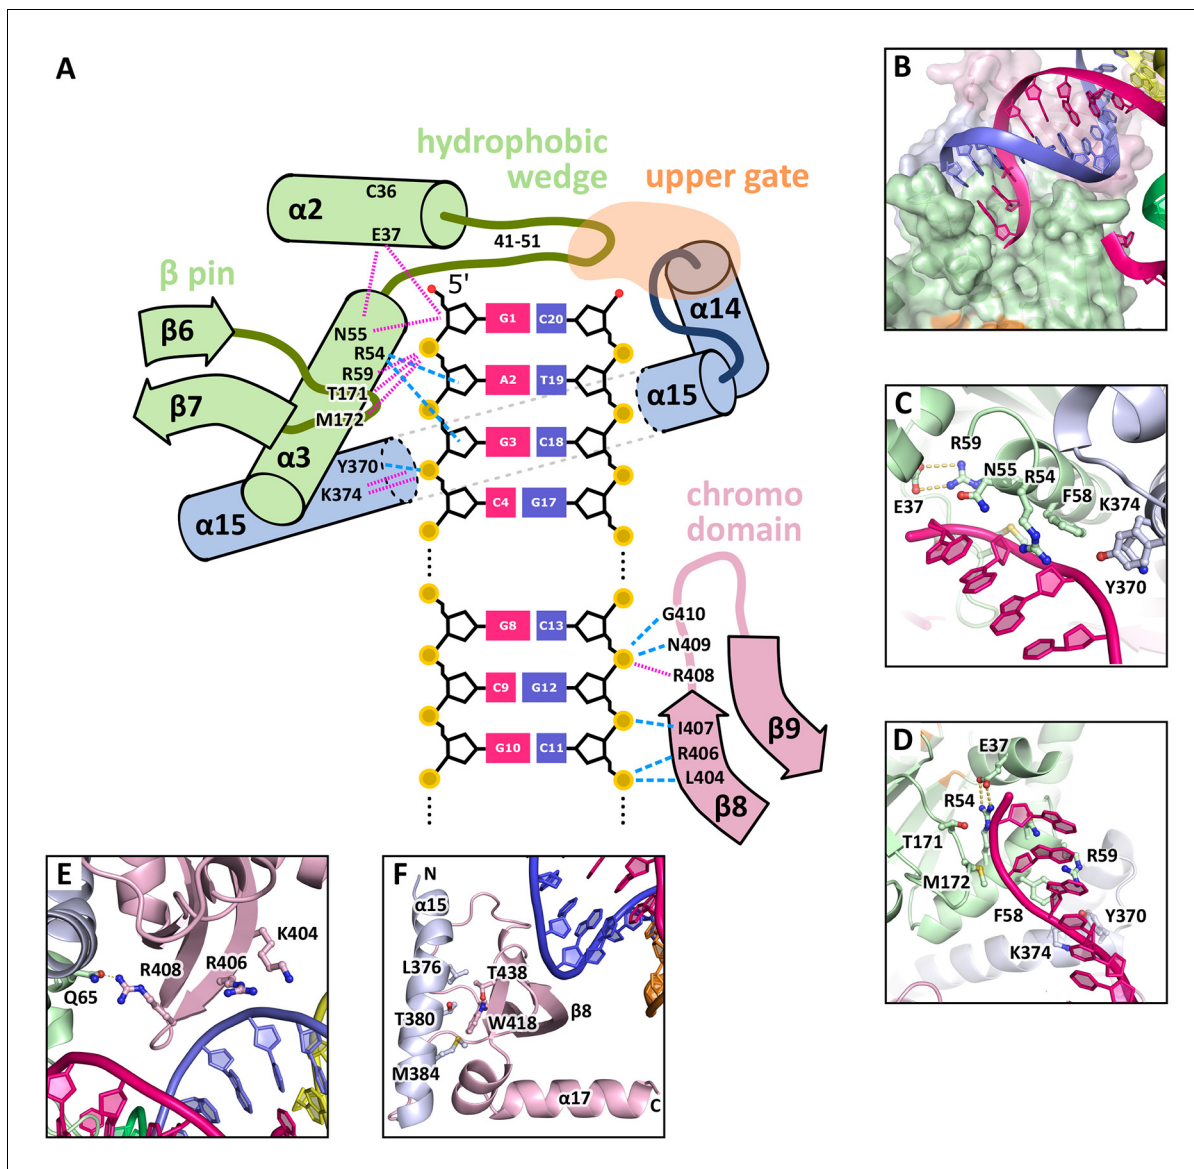 A
hydrophobic
wedge
upper gate
α2
C36
E37
41-51
β pin
5'
β6
N55
R54
R59
T171
M172
β7
α3
Y370
K374
α15
G1 C20
A2 T19
G3 C18
C4 G17
α14
α15
chromo
domain
G8 C13
C9 G12
G10 C11
G410
N409
R408
I407
R406
L404
β8
β9
B
C
R59
N55
R54
F58
K374
E37
Y370
D
E37
R54
T171
R59
M172
F58
Y370
K374
E
K404
R408
R406
Q65
F
N
α15
L376
T438
T380
W418
β8
M384
α17
C